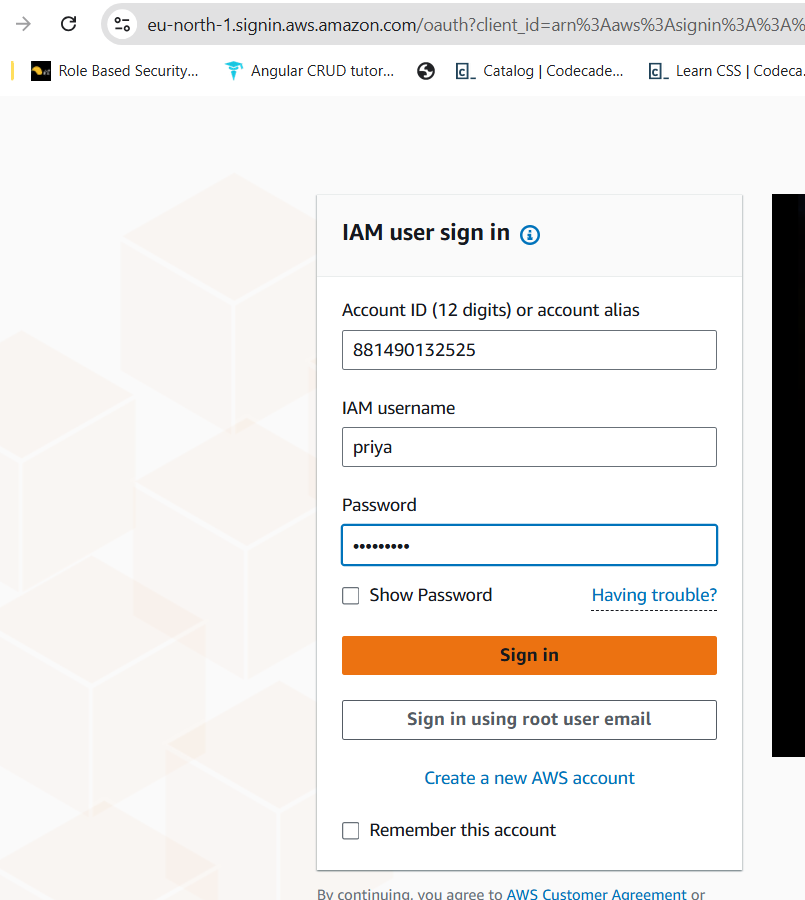 eu-north-1.signin.aws.amazon.com/oauth?client_id=arn%3Aaws%3Asignin%3A%3A%
Role Based Security... Angular CRUD tutor... Catalog | Codecade... Learn CSS | Codeca.
IAM user sign in
Account ID (12 digits) or account alias
881490132525
IAM username
priya
Password
•••••••••
Show Password Having trouble?
Sign in
Sign in using root user email
Create a new AWS account
Remember this account
By continuing, you agree to AWS Customer Agreement or